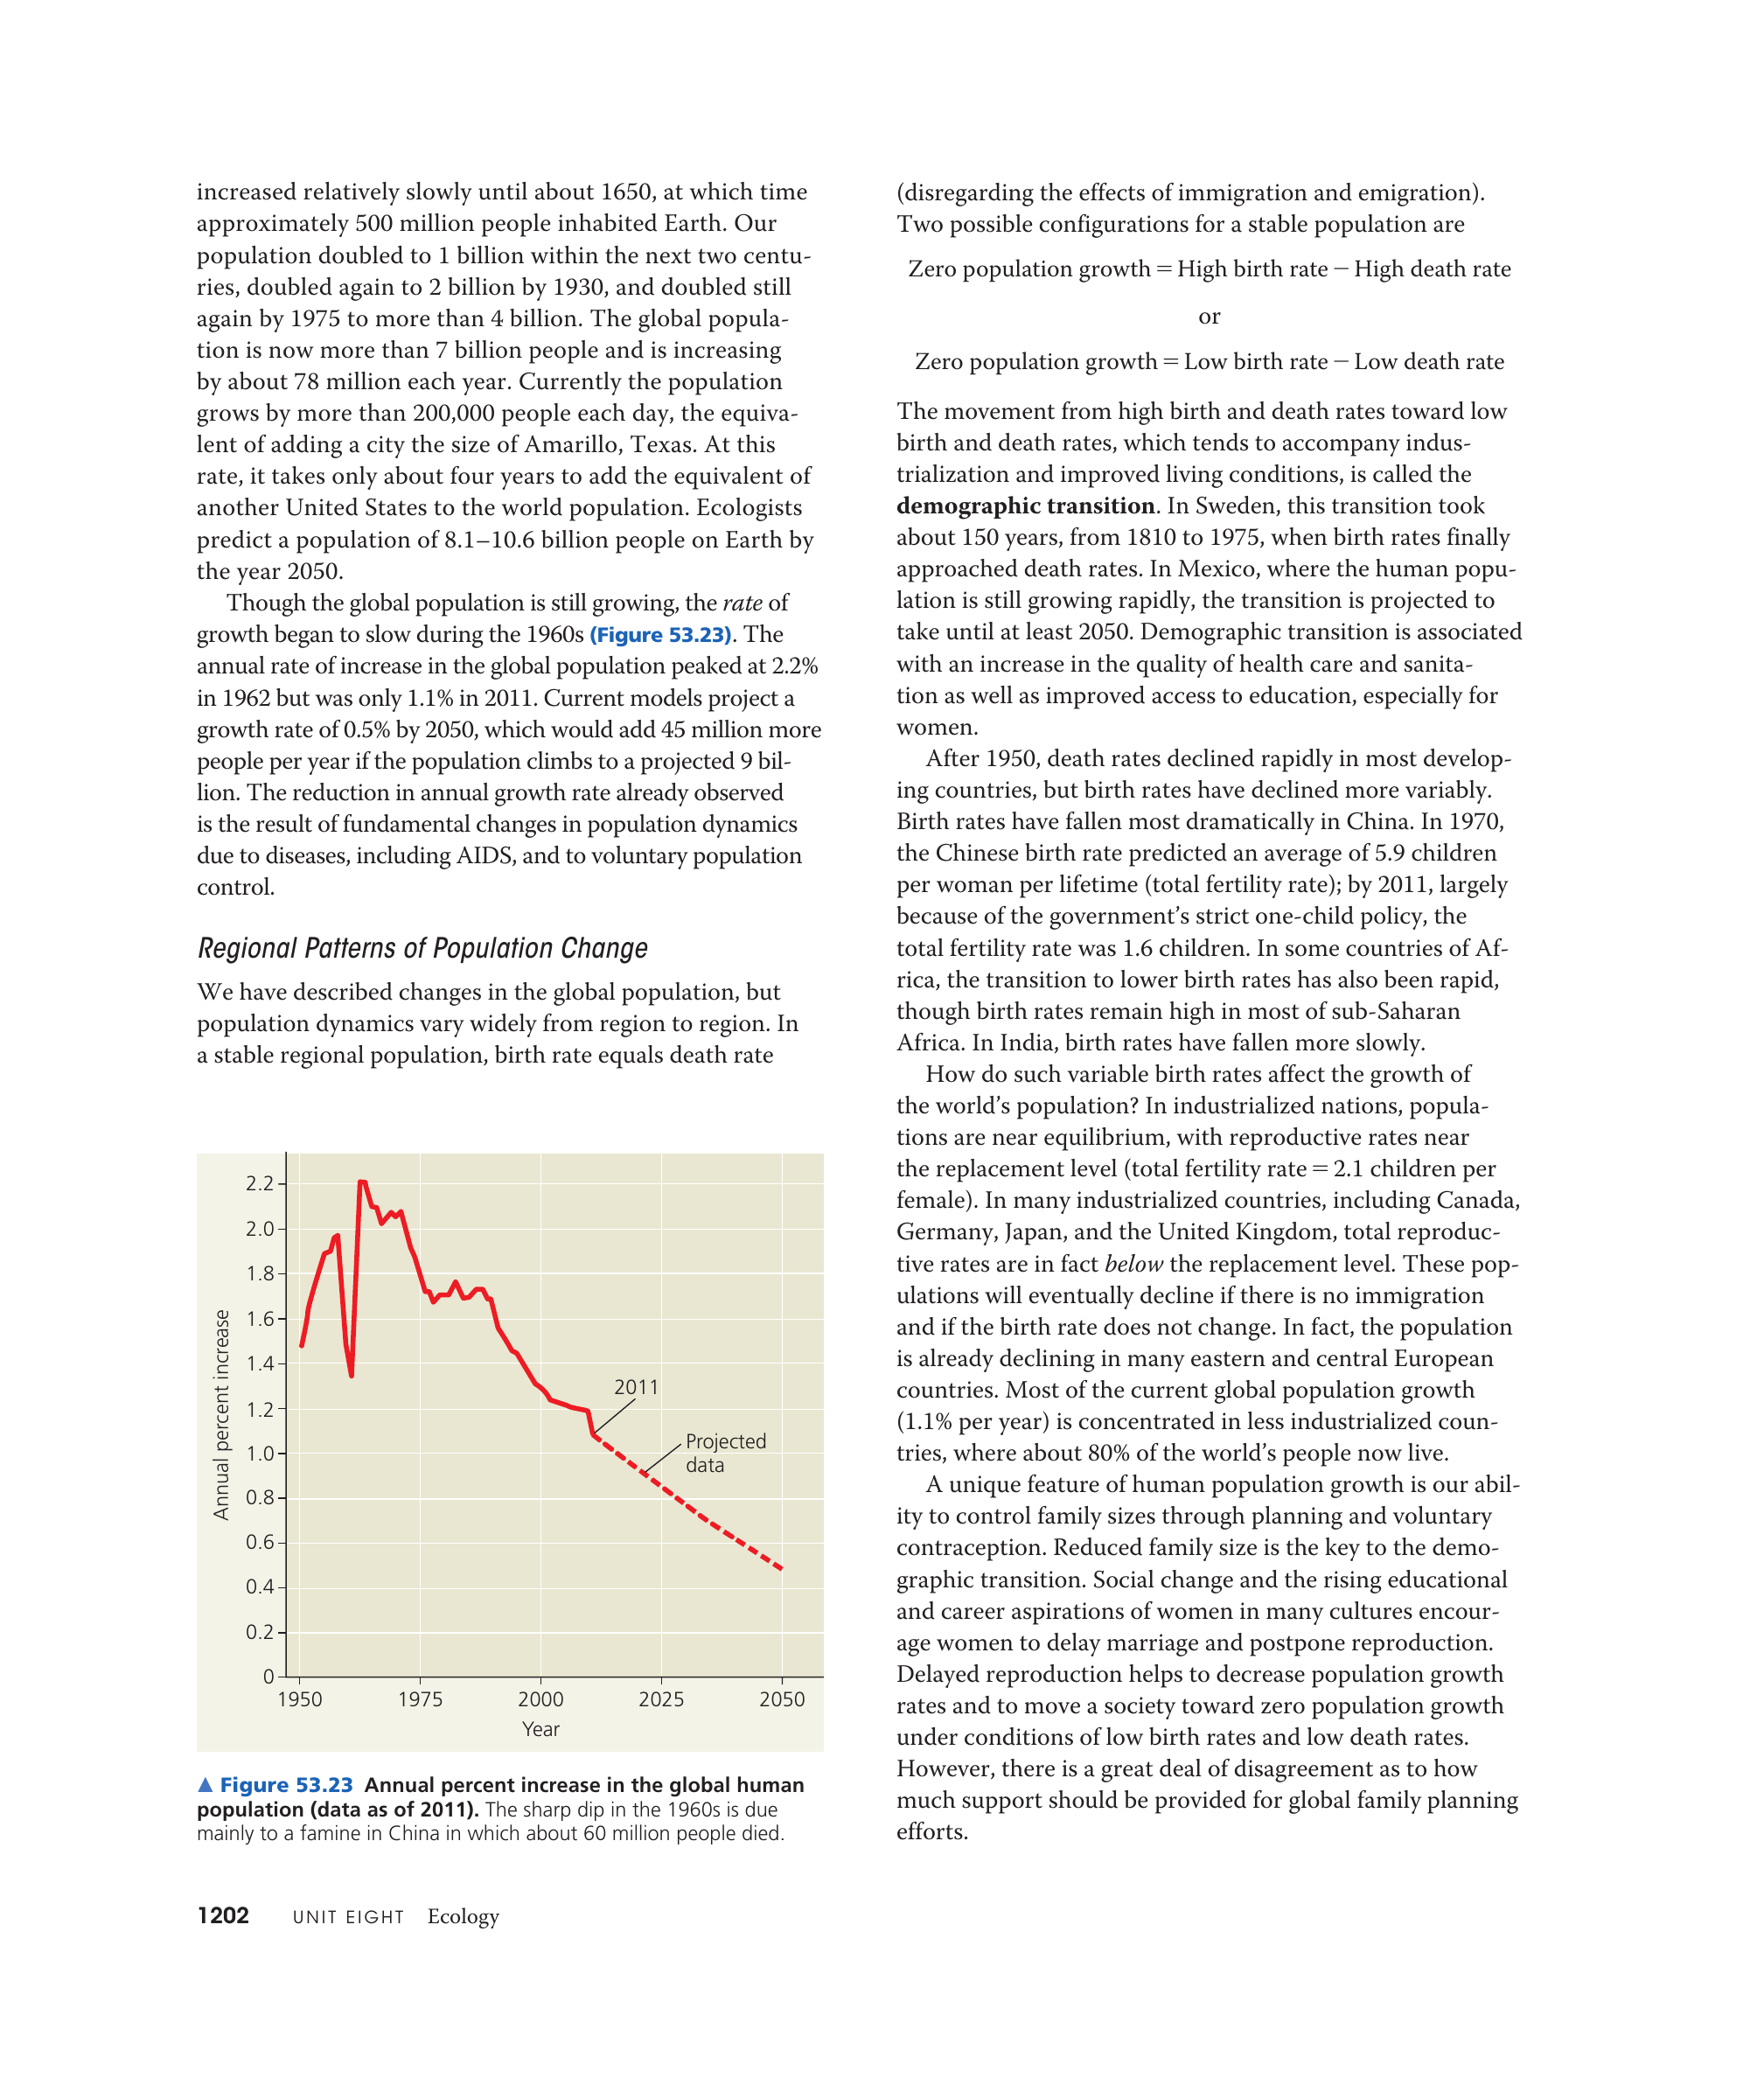 increased relatively slowly until about 1650, at which time
approximately 500 million people inhabited Earth. Our
population doubled to 1 billion within the next two centu-
ries, doubled again to 2 billion by 1930, and doubled still
again by 1975 to more than 4 billion. The global popula-
tion is now more than 7 billion people and is increasing
by about 78 million each year. Currently the population
grows by more than 200,000 people each day, the equiva-
lent of adding a city the size of Amarillo, Texas. At this
rate, it takes only about four years to add the equivalent of
another United States to the world population. Ecologists
predict a population of 8.1–10.6 billion people on Earth by
the year 2050.
Though the global population is still growing, the rate of
growth began to slow during the 1960s (Figure 53.23). The
annual rate of increase in the global population peaked at 2.2%
in 1962 but was only 1.1% in 2011. Current models project a
growth rate of 0.5% by 2050, which would add 45 million more
people per year if the population climbs to a projected 9 bil-
lion. The reduction in annual growth rate already observed
is the result of fundamental changes in population dynamics
due to diseases, including AIDS, and to voluntary population
control.
Regional Patterns of Population Change
We have described changes in the global population, but
population dynamics vary widely from region to region. In
a stable regional population, birth rate equals death rate
2.2
2.0
1.8
1.6
1.4
1.2
1.0
0.8
0.6
0.4
0.2
0
Annual percent increase
2011
Projected
data
1950 1975 2000 2025 2050
Year
▲ Figure 53.23 Annual percent increase in the global human
population (data as of 2011). The sharp dip in the 1960s is due
mainly to a famine in China in which about 60 million people died.
(disregarding the effects of immigration and emigration).
Two possible configurations for a stable population are
Zero population growth = High birth rate − High death rate
or
Zero population growth = Low birth rate − Low death rate
The movement from high birth and death rates toward low
birth and death rates, which tends to accompany indus-
trialization and improved living conditions, is called the
demographic transition. In Sweden, this transition took
about 150 years, from 1810 to 1975, when birth rates finally
approached death rates. In Mexico, where the human popu-
lation is still growing rapidly, the transition is projected to
take until at least 2050. Demographic transition is associated
with an increase in the quality of health care and sanita-
tion as well as improved access to education, especially for
women.
After 1950, death rates declined rapidly in most develop-
ing countries, but birth rates have declined more variably.
Birth rates have fallen most dramatically in China. In 1970,
the Chinese birth rate predicted an average of 5.9 children
per woman per lifetime (total fertility rate); by 2011, largely
because of the government’s strict one-child policy, the
total fertility rate was 1.6 children. In some countries of Af-
rica, the transition to lower birth rates has also been rapid,
though birth rates remain high in most of sub-Saharan
Africa. In India, birth rates have fallen more slowly.
How do such variable birth rates affect the growth of
the world’s population? In industrialized nations, popula-
tions are near equilibrium, with reproductive rates near
the replacement level (total fertility rate = 2.1 children per
female). In many industrialized countries, including Canada,
Germany, Japan, and the United Kingdom, total reproduc-
tive rates are in fact below the replacement level. These pop-
ulations will eventually decline if there is no immigration
and if the birth rate does not change. In fact, the population
is already declining in many eastern and central European
countries. Most of the current global population growth
(1.1% per year) is concentrated in less industrialized coun-
tries, where about 80% of the world’s people now live.
A unique feature of human population growth is our abil-
ity to control family sizes through planning and voluntary
contraception. Reduced family size is the key to the demo-
graphic transition. Social change and the rising educational
and career aspirations of women in many cultures encour-
age women to delay marriage and postpone reproduction.
Delayed reproduction helps to decrease population growth
rates and to move a society toward zero population growth
under conditions of low birth rates and low death rates.
However, there is a great deal of disagreement as to how
much support should be provided for global family planning
efforts.
1202 UNIT EIGHT Ecology